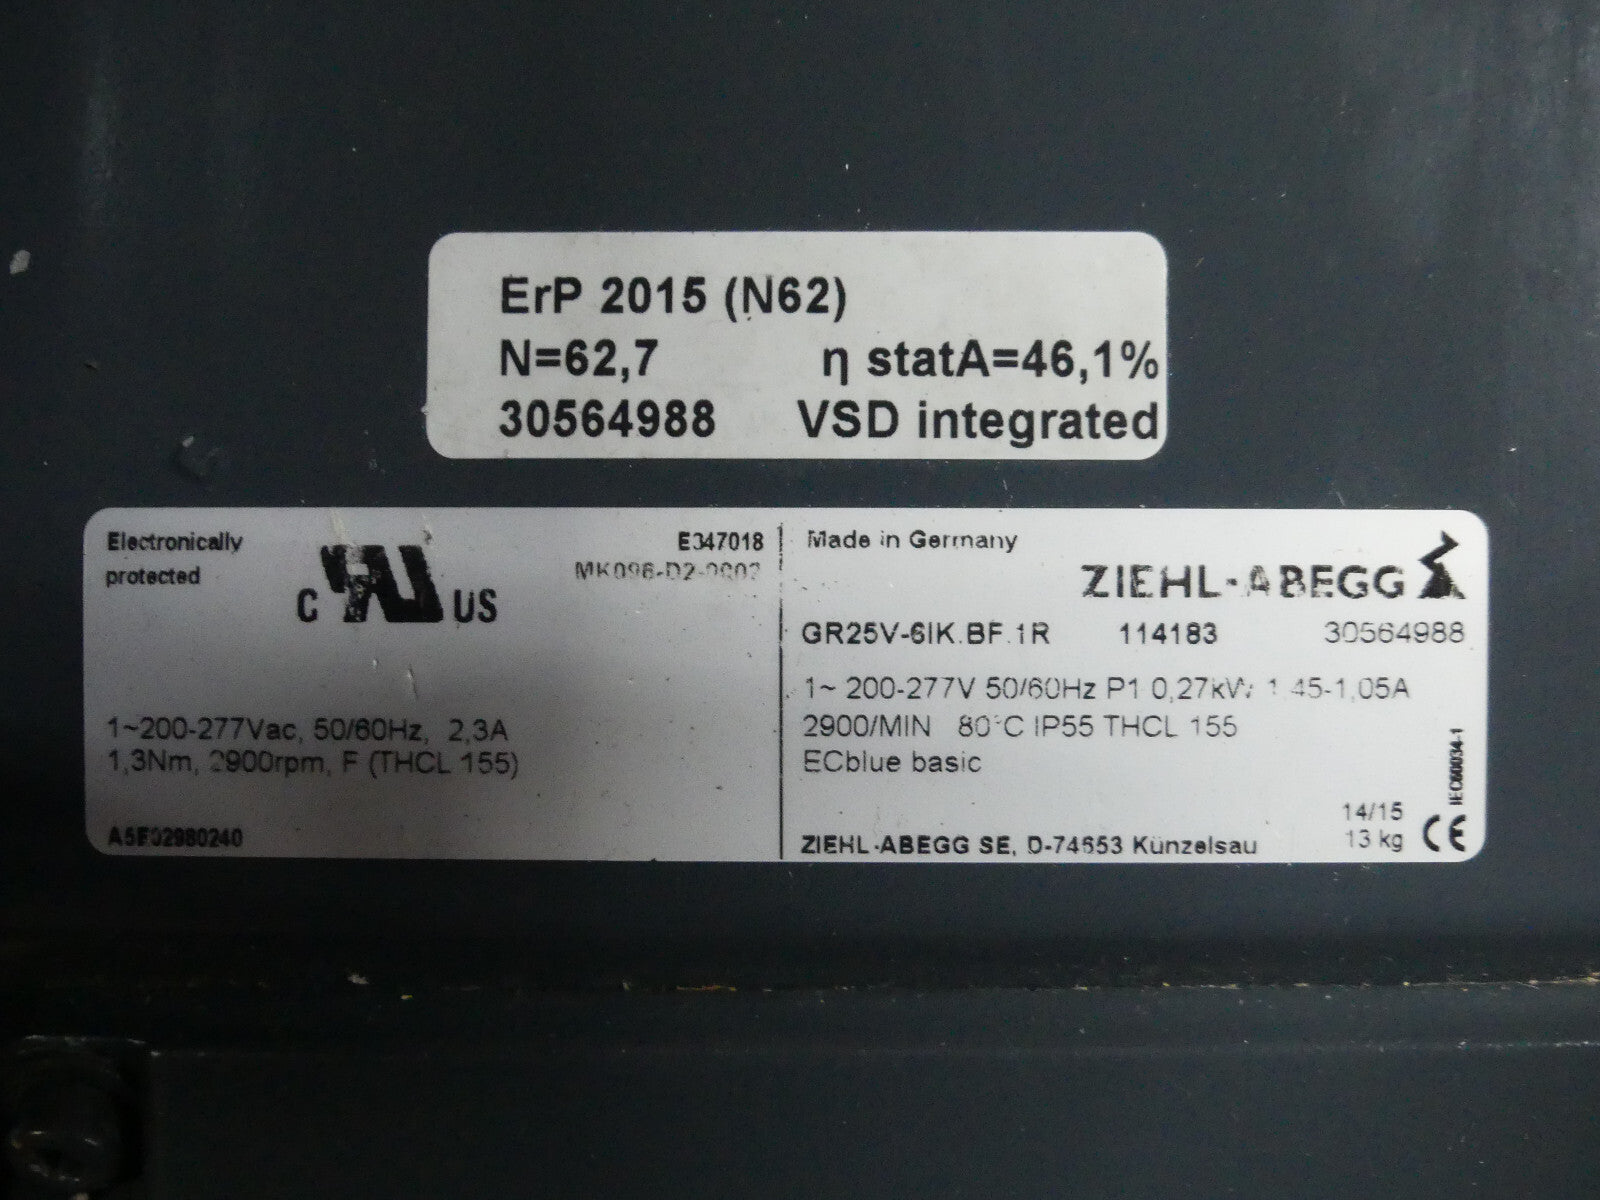 ErP 2015 (N62)
N=62,7 η statA=46,1%
30564988 VSD integrated
Electronically
protected
C RU US
E347018
1~200-277Vac, 50/60Hz, 2,3A
1,3Nm, 2900rpm, F (THCL 155)
A5E02980240
Made in Germany
ZIEHL-ABEGG
GR25V-6IK.BF.1R 114183 30564988
1~ 200-277V 50/60Hz P1 0,27kW 1,45-1,05A
2900/MIN 80°C IP55 THCL 155
ECblue basic
IEC60034-1
14/15
ZIEHL-ABEGG SE, D-74653 Künzelsau 13 kg CE